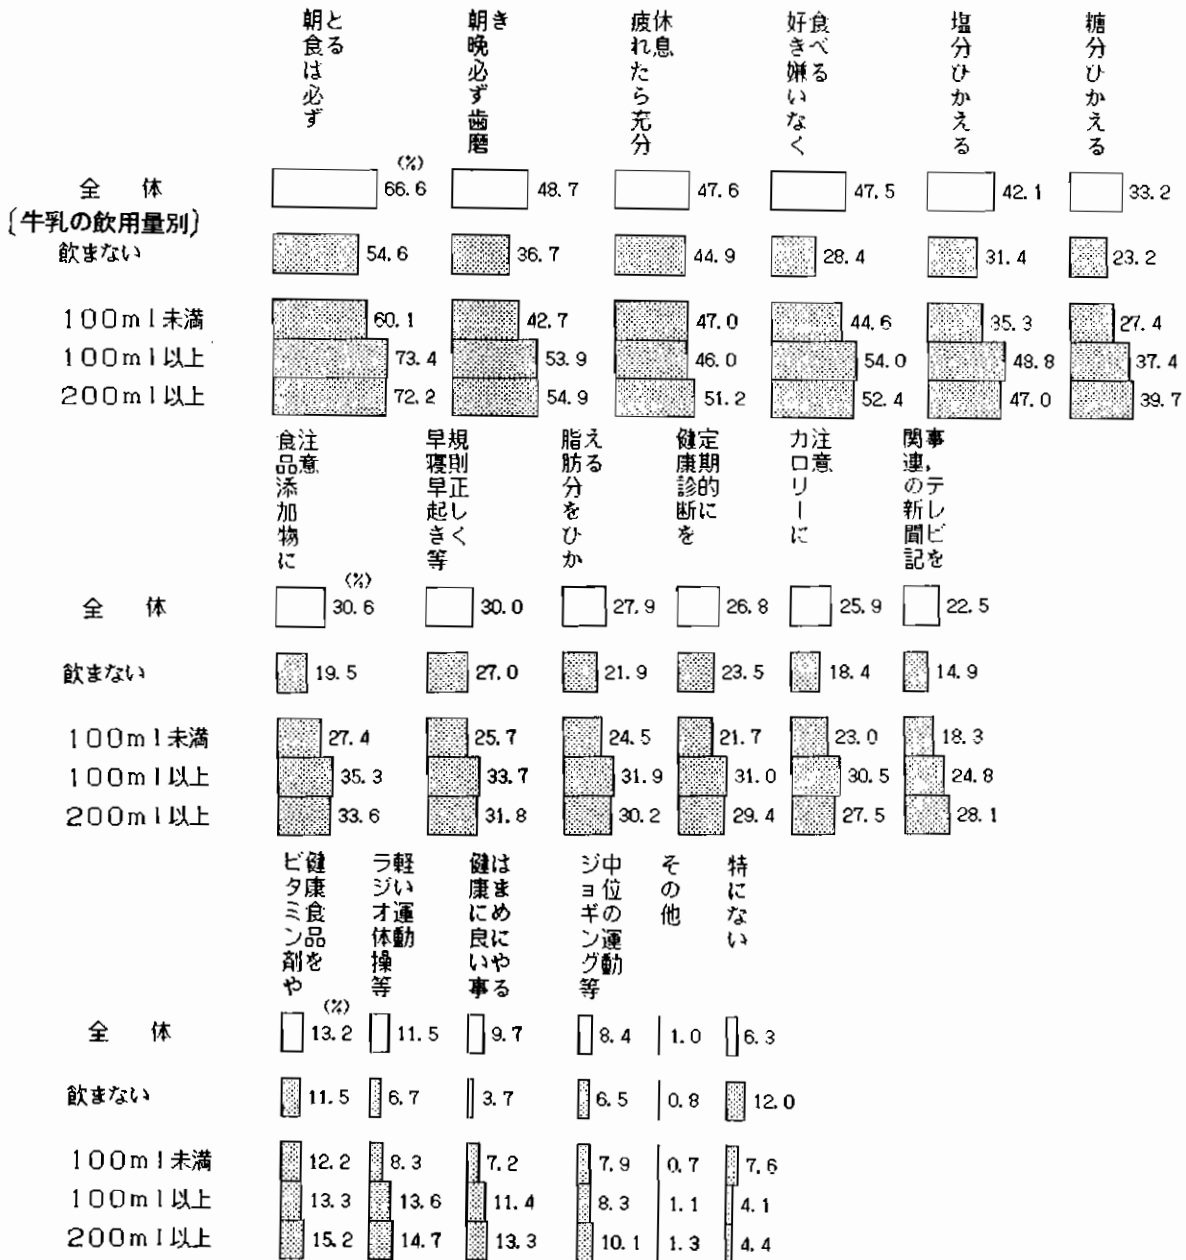 朝食は必ずとる
朝晩必ず歯磨き
疲れたら充分休息
好き嫌いなく食べる
塩分ひかえる
糖分ひかえる
(%)
全 体 66.6 48.7 47.6 47.5 42.1 33.2
〔牛乳の飲用量別〕
飲まない 54.6 36.7 44.9 28.4 31.4 23.2
100ml未満 60.1 42.7 47.0 44.6 35.3 27.4
100ml以上 73.4 53.9 46.0 54.0 48.8 37.4
200ml以上 72.2 54.9 51.2 52.4 47.0 39.7
食品添加物に注意
早寝早起き等規則正しく
脂肪分をひかえる
健康診断を定期的に
カロリーに注意
関連の新聞記事,テレビを
(%)
全 体 30.6 30.0 27.9 26.8 25.9 22.5
飲まない 19.5 27.0 21.9 23.5 18.4 14.9
100ml未満 27.4 25.7 24.5 21.7 23.0 18.3
100ml以上 35.3 33.7 31.9 31.0 30.5 24.8
200ml以上 33.6 31.8 30.2 29.4 27.5 28.1
ビタミン剤や健康食品を
ラジオ体操等軽い運動
健康に良い事はまめにやる
ジョギング等中位の運動
その他
特にない
(%)
全 体 13.2 11.5 9.7 8.4 1.0 6.3
飲まない 11.5 6.7 3.7 6.5 0.8 12.0
100ml未満 12.2 8.3 7.2 7.9 0.7 7.6
100ml以上 13.3 13.6 11.4 8.3 1.1 4.1
200ml以上 15.2 14.7 13.3 10.1 1.3 4.4